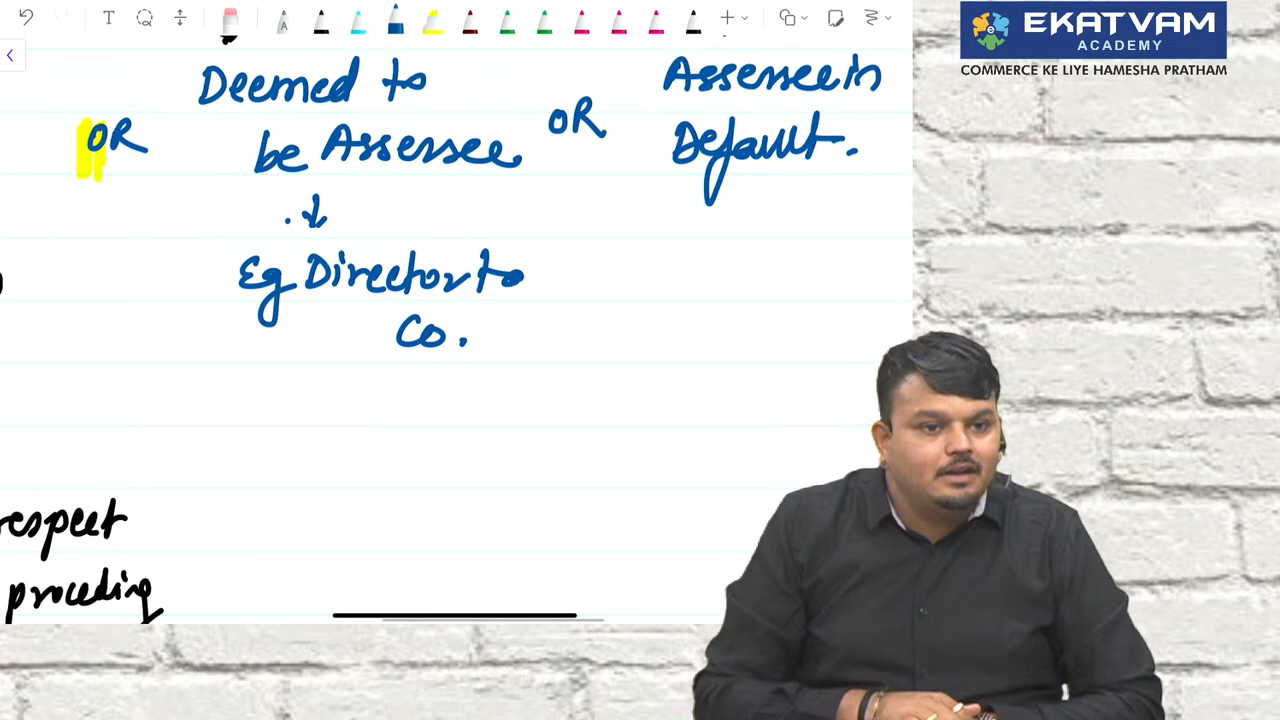 EKATVAM
ACADEMY
COMMERCE KE LIYE HAMESHA PRATHAM
OR
Deemed to
be Assessee
OR
Assessee in
Default.
Eg Director to
Co.
respect
proceding